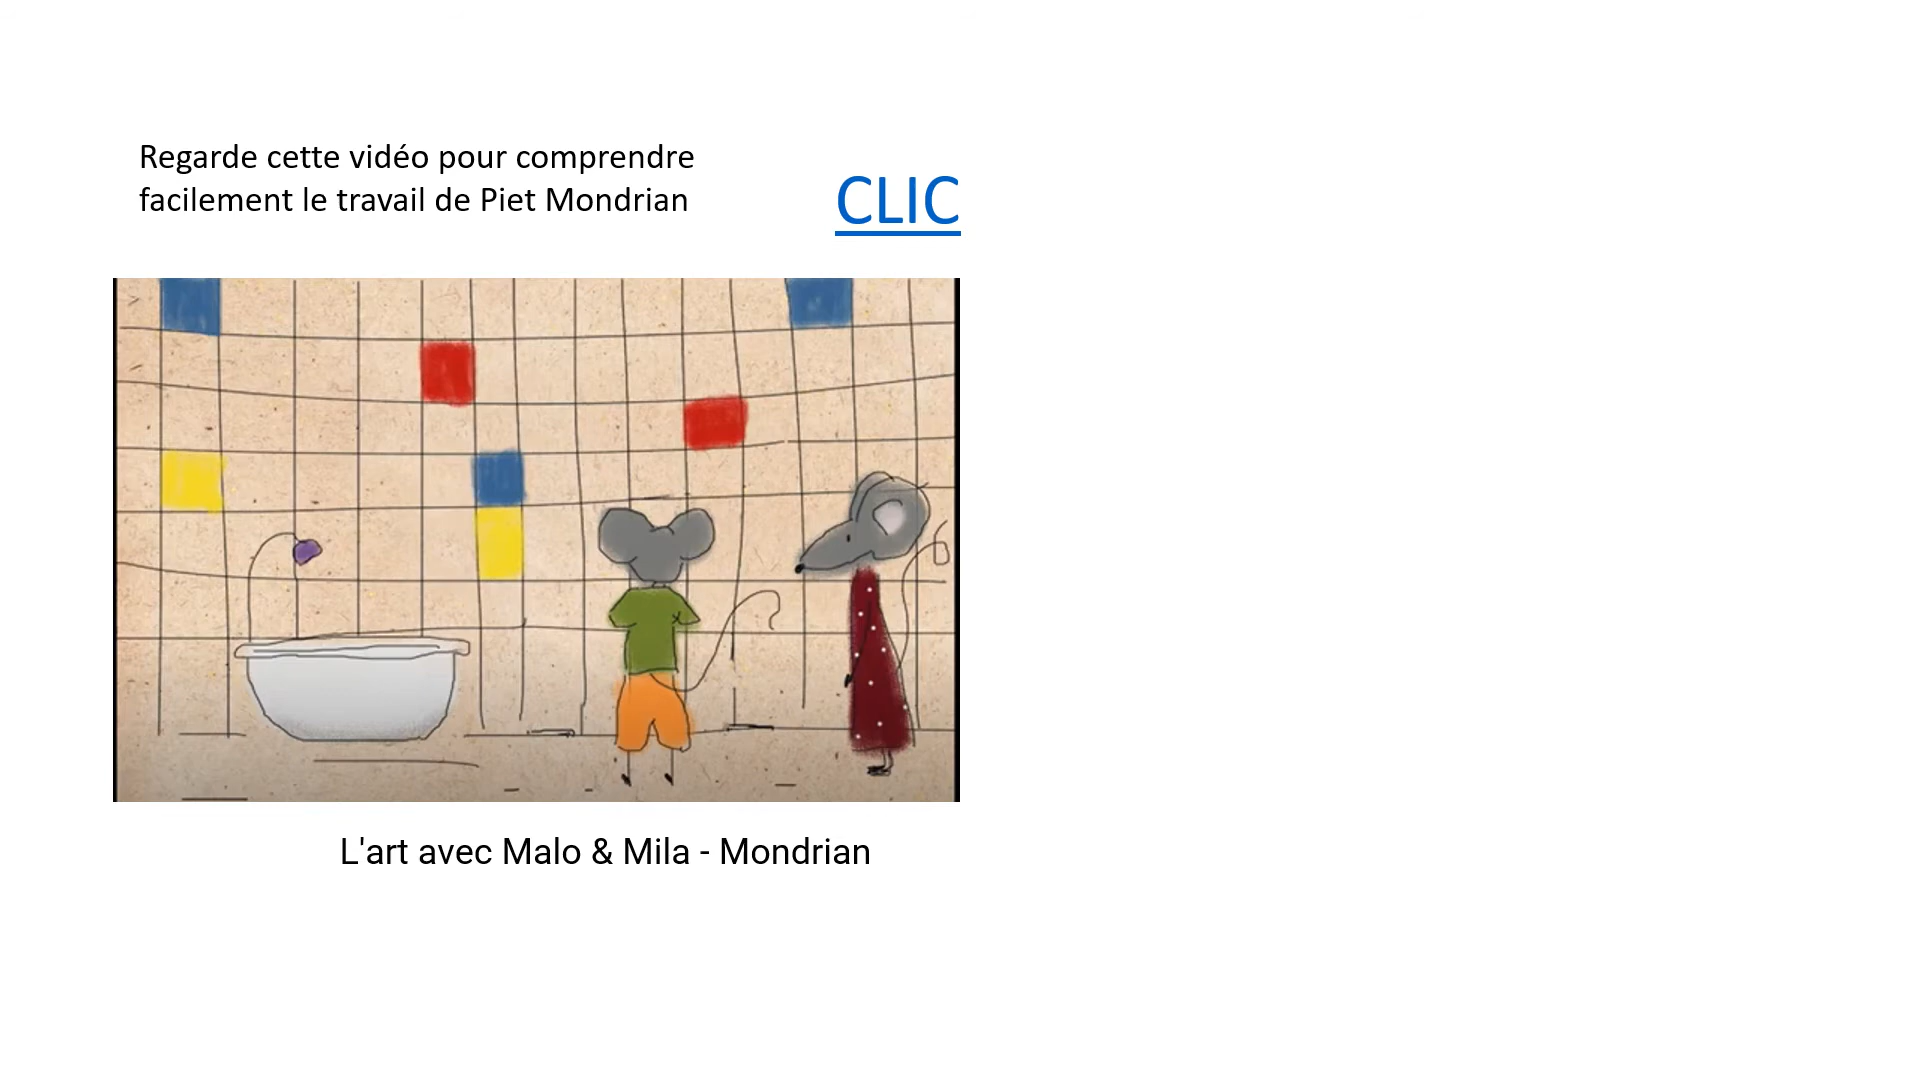 Regarde cette vidéo pour comprendre
facilement le travail de Piet Mondrian
CLIC
L'art avec Malo & Mila - Mondrian